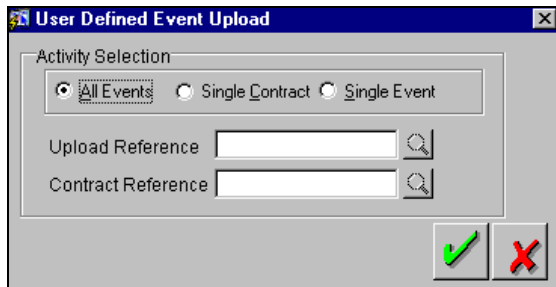 User Defined Event Upload
Activity Selection
All Events Single Contract Single Event
Upload Reference
Contract Reference